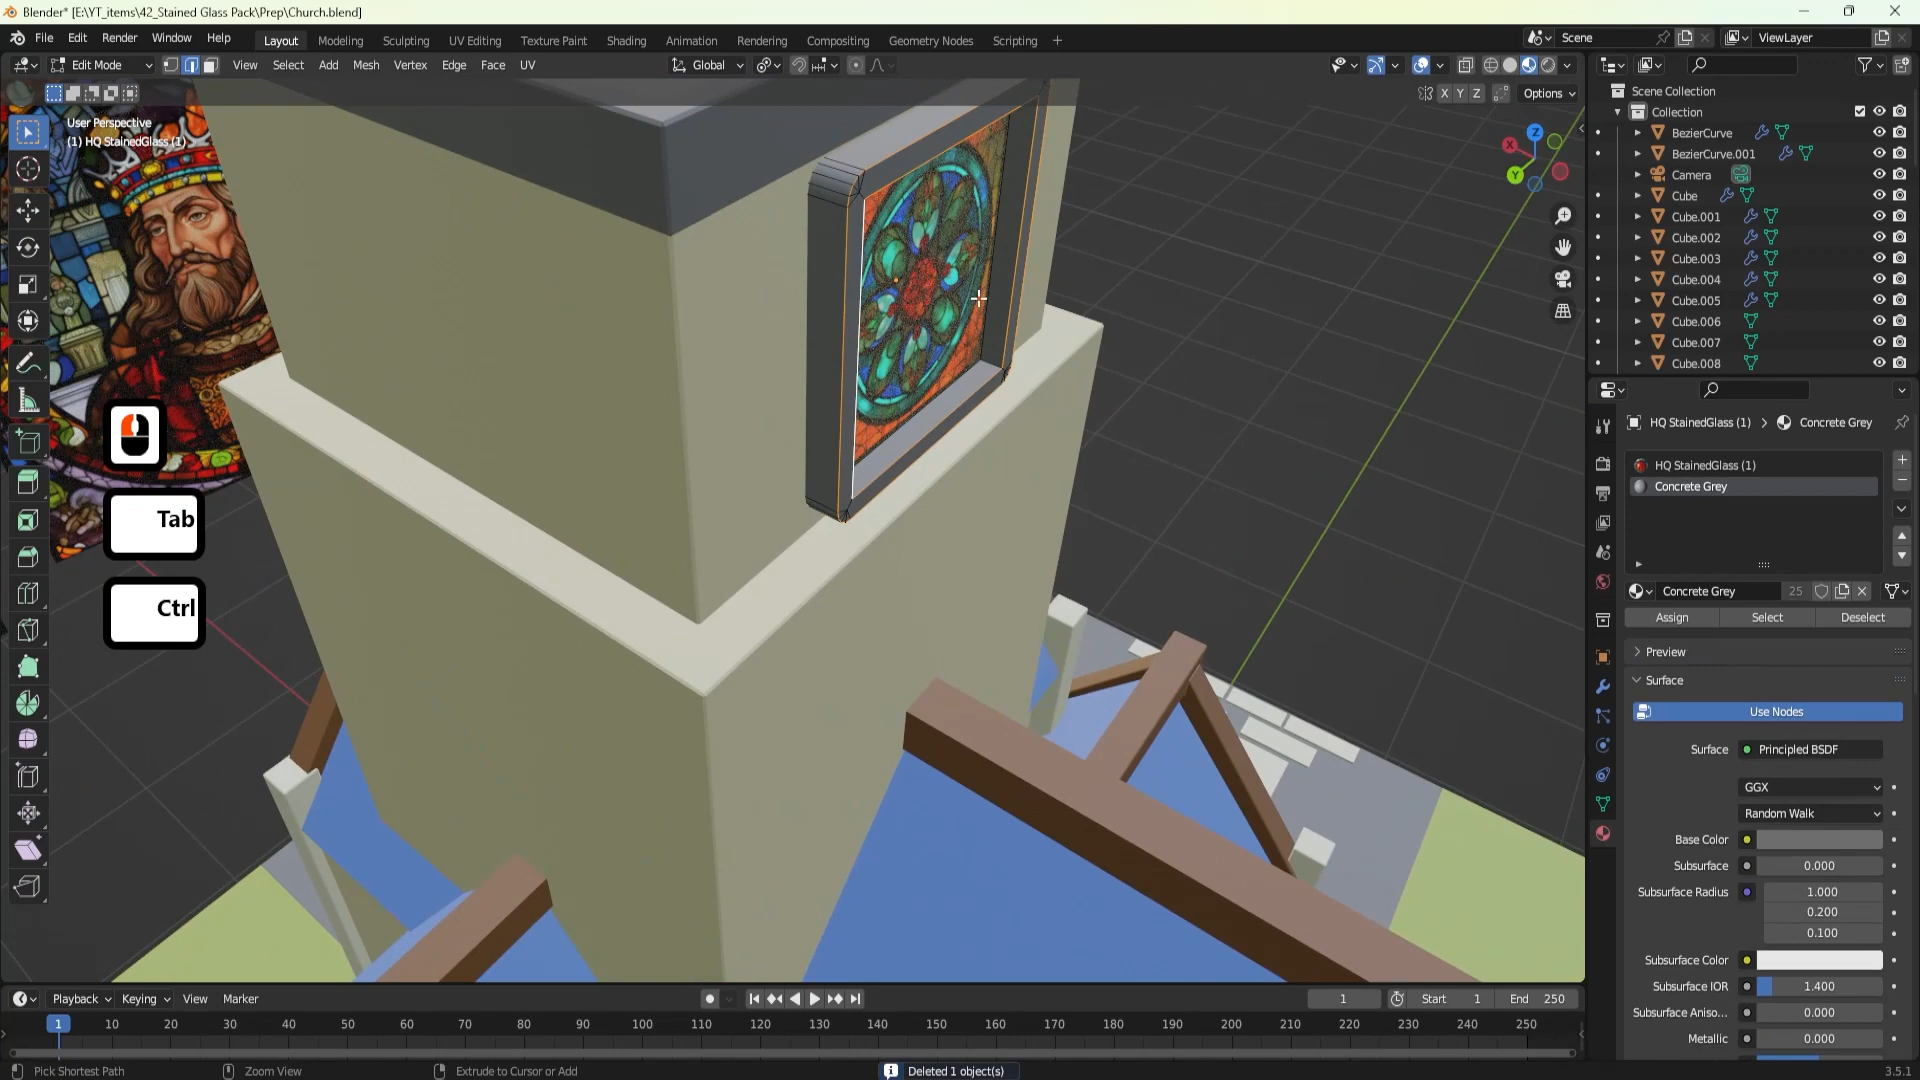 Blender* [E:\YT_items\42_Stained Glass Pack\Prep\Church.blend]
File Edit Render Window Help
Layout Modeling Sculpting UV Editing Texture Paint Shading Animation Rendering Compositing Geometry Nodes Scripting +
Scene ViewLayer
Edit Mode View Select Add Mesh Vertex Edge Face UV Global
X Y Z Options
User Perspective
(1) HQ StainedGlass (1)
Z
X
Y
Tab
Ctrl
Scene Collection
Collection
BezierCurve
BezierCurve.001
Camera
Cube
Cube.001
Cube.002
Cube.003
Cube.004
Cube.005
Cube.006
Cube.007
Cube.008
HQ StainedGlass (1) > Concrete Grey
HQ StainedGlass (1)
Concrete Grey
Concrete Grey 25
Assign Select Deselect
Preview
Surface
Use Nodes
Surface Principled BSDF
GGX
Random Walk
Base Color
Subsurface 0.000
Subsurface Radius 1.000
0.200
0.100
Subsurface Color
Subsurface IOR 1.400
Subsurface Aniso... 0.000
Metallic 0.000
Playback Keying View Marker 1 Start 1 End 250
1 10 20 30 40 50 60 70 80 90 100 110 120 130 140 150 160 170 180 190 200 210 220 230 240 250
Pick Shortest Path Zoom View Extrude to Cursor or Add Deleted 1 object(s) 3.5.1